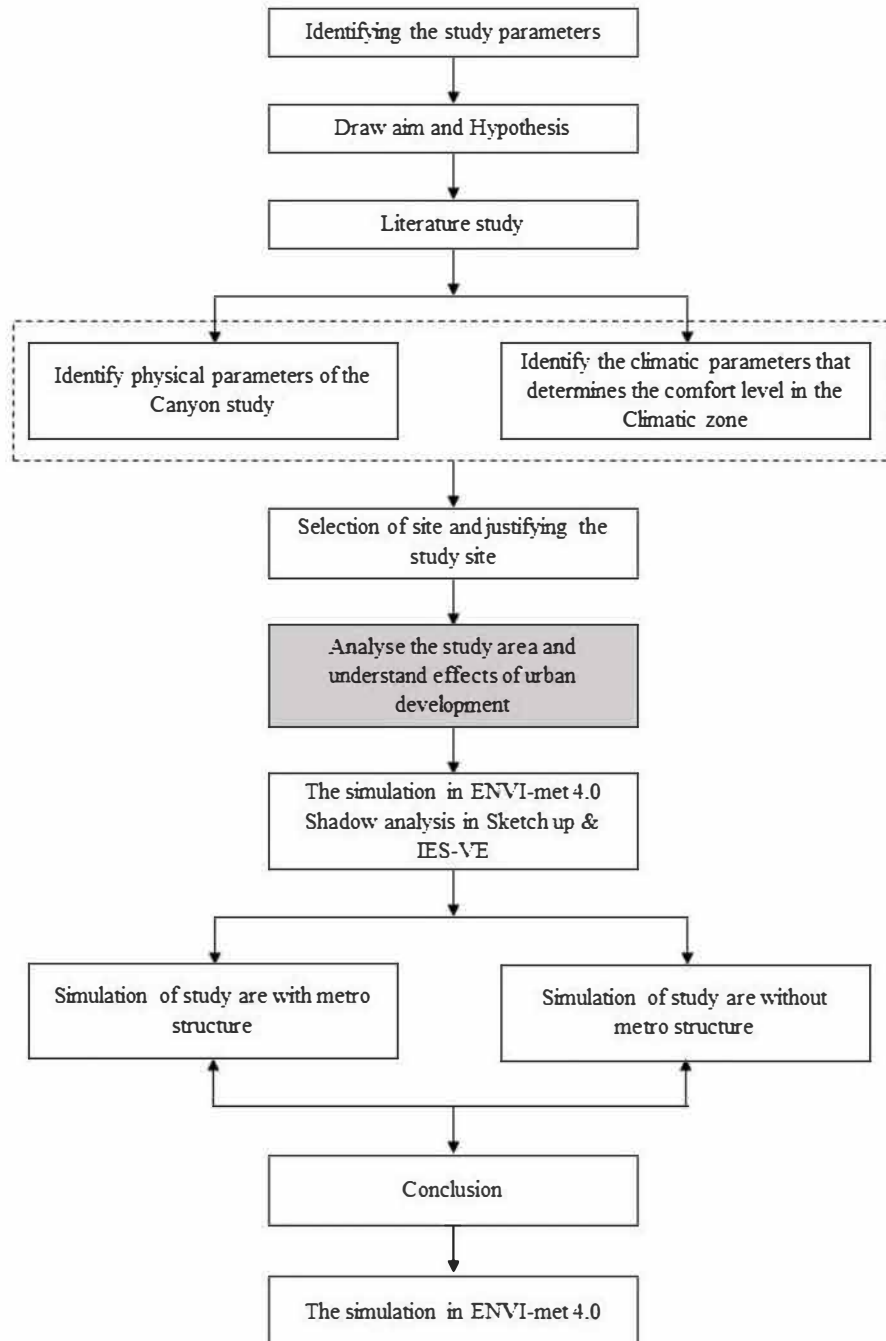 Identifying the study parameters
Draw aim and Hypothesis
Literature study
Identify physical parameters of the
Canyon study
Identify the climatic parameters that
determines the comfort level in the
Climatic zone
Selection of site and justifying the
study site
Analyse the study area and
understand effects of urban
development
The simulation in ENVI-met 4.0
Shadow analysis in Sketch up &
IES-VE
Simulation of study are with metro
structure
Simulation of study are without
metro structure
Conclusion
The simulation in ENVI-met 4.0